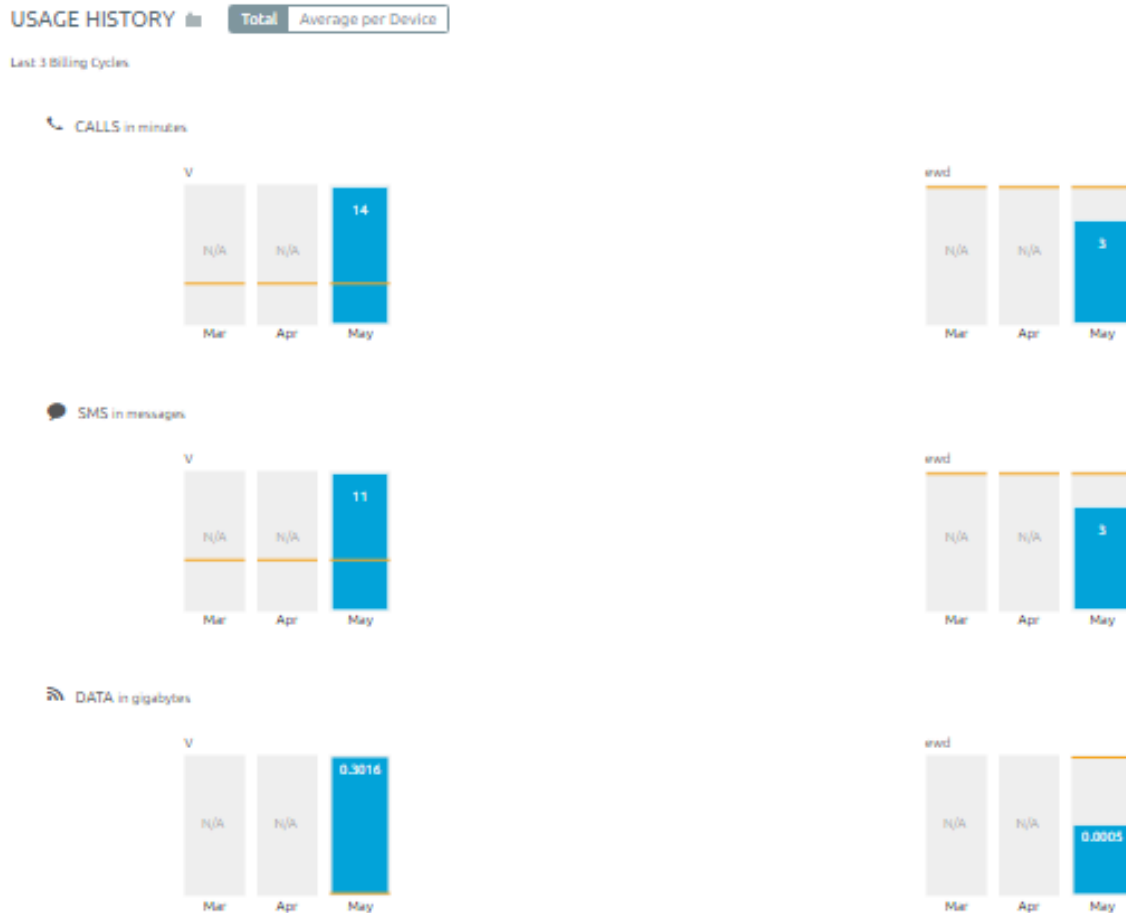 USAGE HISTORY Total Average per Device
Last 3 Billing Cycles
CALLS in minutes
V
14
N/A N/A
Mar Apr May
ewd
3
N/A N/A
Mar Apr May
SMS in messages
V
11
N/A N/A
Mar Apr May
ewd
3
N/A N/A
Mar Apr May
DATA in gigabytes
V
0.3016
N/A N/A
Mar Apr May
ewd
N/A N/A
0.0005
Mar Apr May